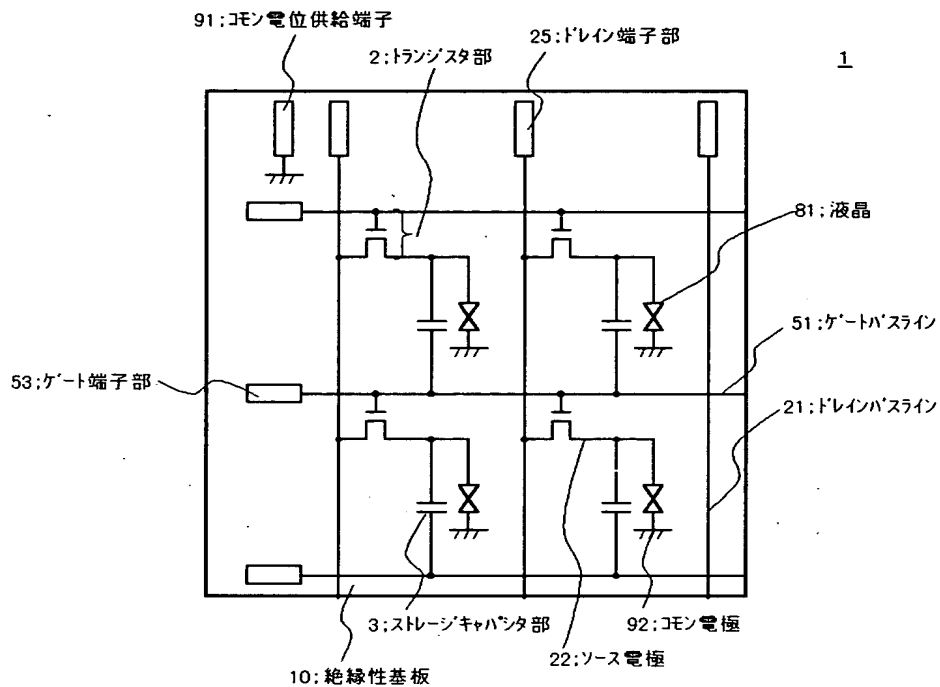 91;コモン電位供給端子
2;トランジスタ部
25;ドレイン端子部
1
81;液晶
51;ゲートバスライン
53;ゲート端子部
21;ドレインバスライン
3;ストレージキャパシタ部
92;コモン電極
22;ソース電極
10;絶縁性基板